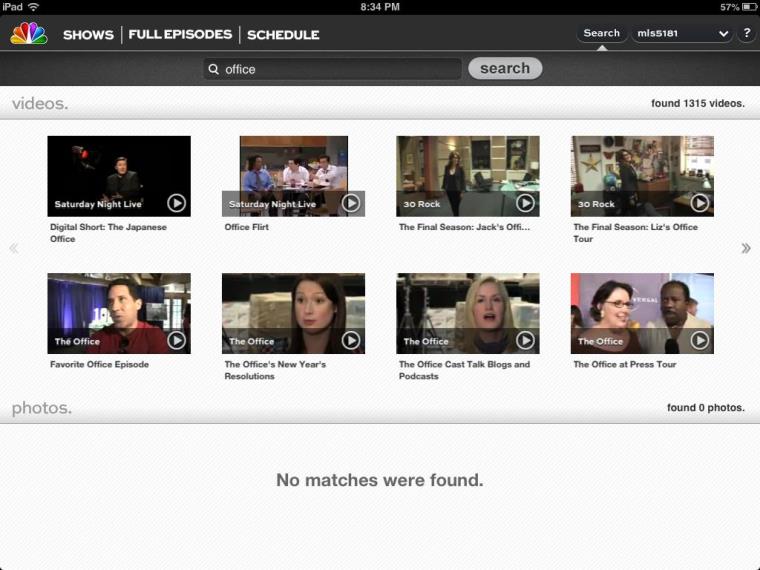 iPad 8:34 PM 57%
SHOWS FULL EPISODES SCHEDULE Search mls5181 ?
office search
videos. found 1315 videos.
Saturday Night Live Saturday Night Live 30 Rock 30 Rock
Digital Short: The Japanese
Office
Office Flirt
The Final Season: Jack's Offi...
The Final Season: Liz's Office
Tour
The Office The Office The Office The Office
Favorite Office Episode
The Office's New Year's
Resolutions
The Office Cast Talk Blogs and
Podcasts
The Office at Press Tour
photos. found 0 photos.
No matches were found.